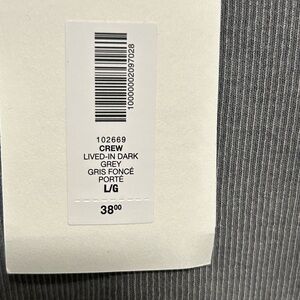 10000002097028
102669
CREW
LIVED-IN DARK
GREY
GRIS FONCÉ
PORTÉ
L/G
38⁰⁰